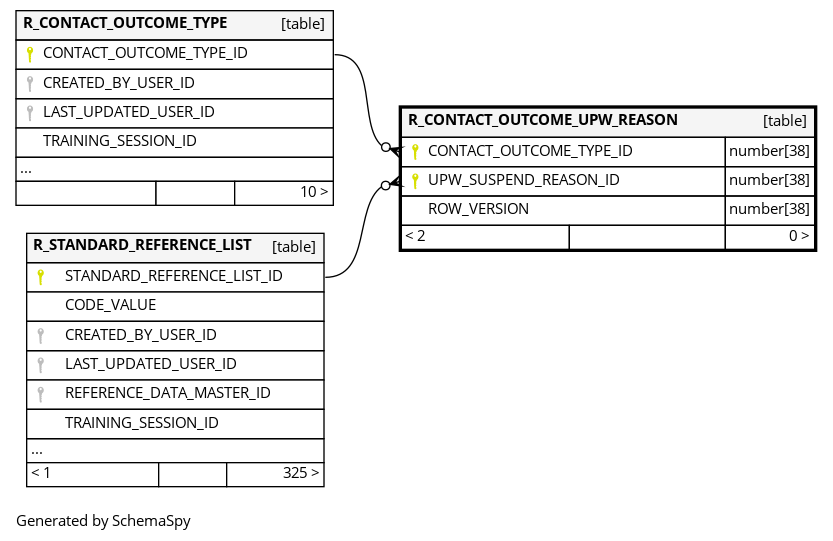 R_CONTACT_OUTCOME_TYPE [table]
CONTACT_OUTCOME_TYPE_ID
CREATED_BY_USER_ID
LAST_UPDATED_USER_ID
TRAINING_SESSION_ID
...
10 >
R_CONTACT_OUTCOME_UPW_REASON [table]
CONTACT_OUTCOME_TYPE_ID number[38]
UPW_SUSPEND_REASON_ID number[38]
ROW_VERSION number[38]
< 2 0 >
R_STANDARD_REFERENCE_LIST [table]
STANDARD_REFERENCE_LIST_ID
CODE_VALUE
CREATED_BY_USER_ID
LAST_UPDATED_USER_ID
REFERENCE_DATA_MASTER_ID
TRAINING_SESSION_ID
...
< 1 325 >
Generated by SchemaSpy